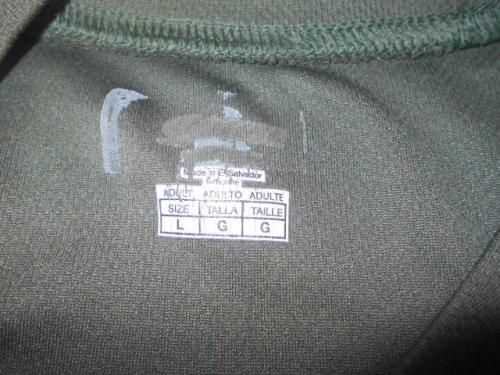 Made in El Salvador
ADULT ADULTO ADULTE
SIZE TALLA TAILLE
L G G